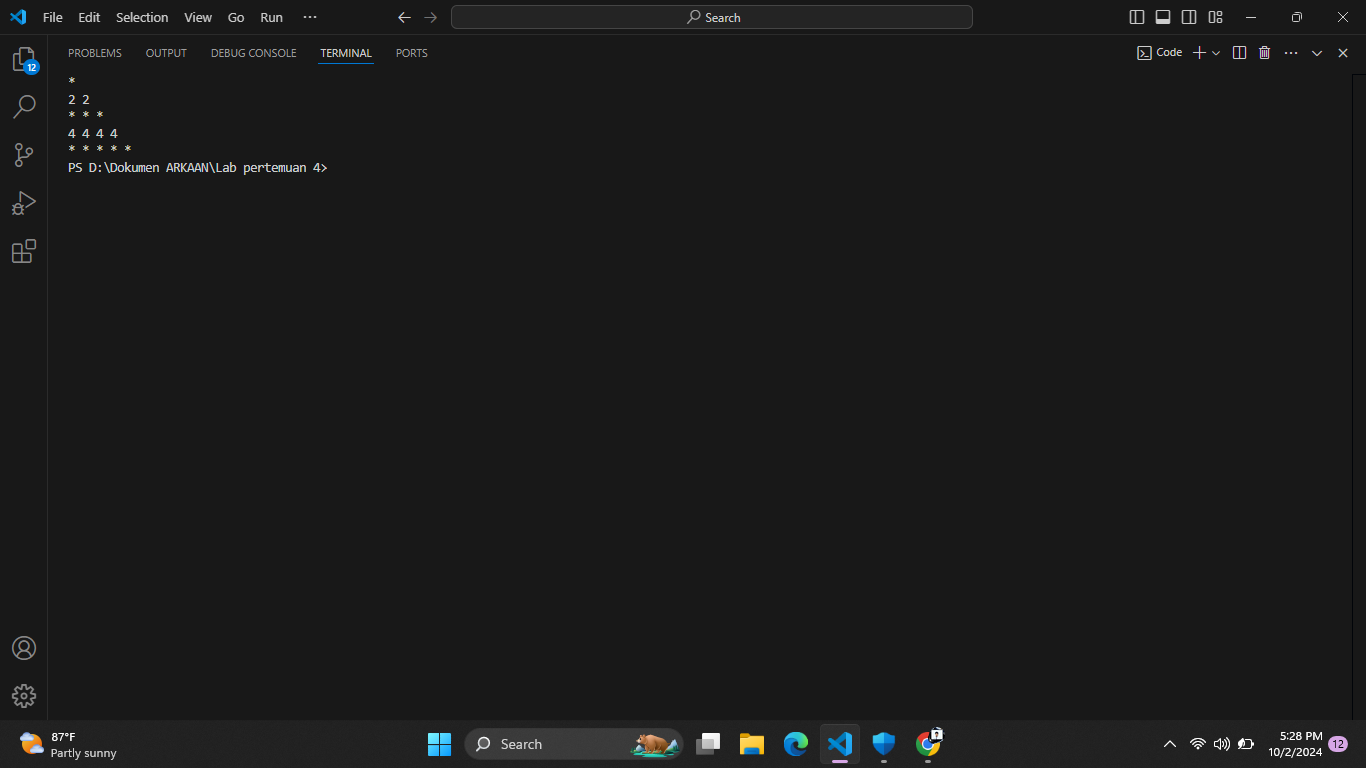 File Edit Selection View Go Run ··· Search
12
PROBLEMS OUTPUT DEBUG CONSOLE TERMINAL PORTS Code
*
2 2
* * *
4 4 4 4
* * * * *
PS D:\Dokumen ARKAAN\Lab pertemuan 4>
87°F
Partly sunny
Search
5:28 PM
10/2/2024
12